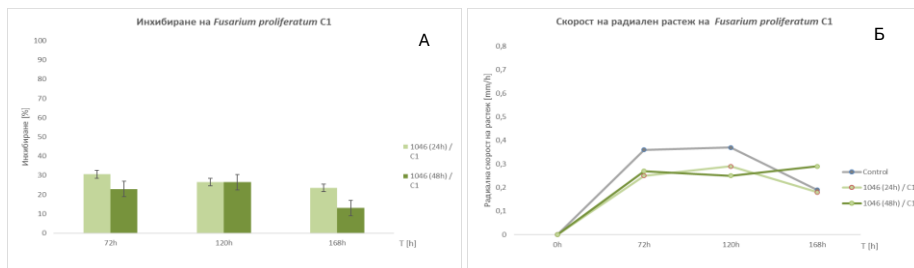 Инхибиране на Fusarium proliferatum C1
А
100
90
80
70
60
50
40
30
20
10
0
Инхибиране [%]
72h
120h
168h
T [h]
1046 (24h) / C1
1046 (48h) / C1
Скорост на радиален растеж на Fusarium proliferatum C1
Б
0,8
0,7
0,6
0,5
0,4
0,3
0,2
0,1
0
Радиална скорост на растеж [mm/h]
0h
72h
120h
168h
T [h]
Control
1046 (24h) / C1
1046 (48h) / C1